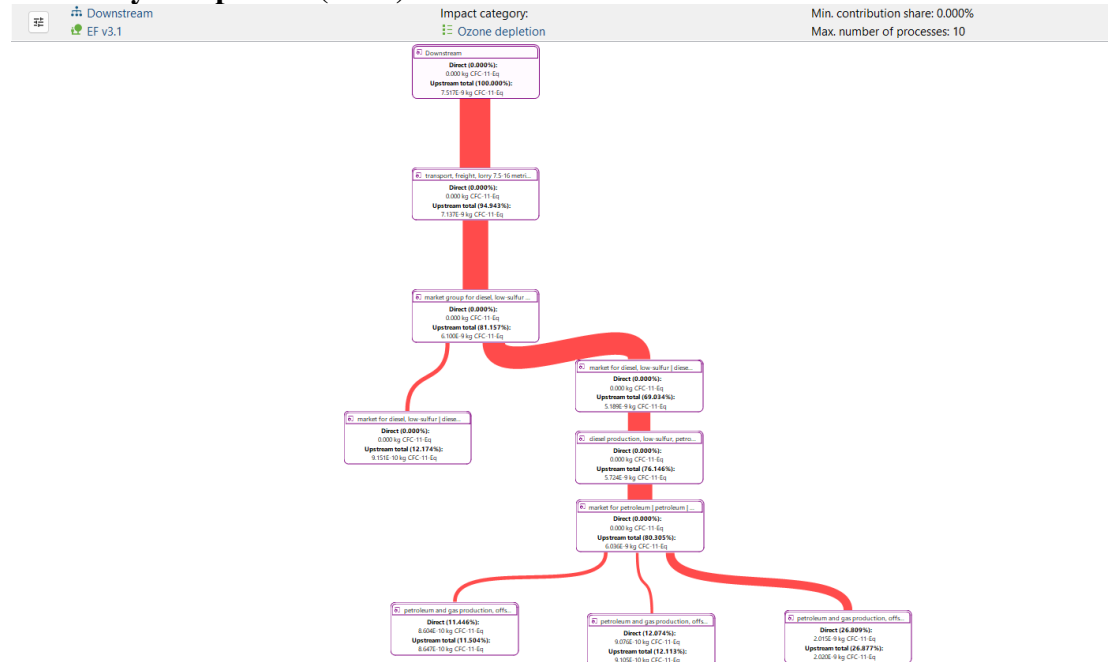 Downstream
EF v3.1
Impact category:
Ozone depletion
Min. contribution share: 0.000%
Max. number of processes: 10
Downstream
Direct (0.000%):
0.000 kg CFC-11-Eq
Upstream total (100.000%):
7.517E-9 kg CFC-11-Eq
transport, freight, lorry 7.5-16 metri...
Direct (0.000%):
0.000 kg CFC-11-Eq
Upstream total (94.943%):
7.137E-9 kg CFC-11-Eq
market group for diesel, low-sulfur ...
Direct (0.000%):
0.000 kg CFC-11-Eq
Upstream total (81.157%):
6.100E-9 kg CFC-11-Eq
market for diesel, low-sulfur | diese...
Direct (0.000%):
0.000 kg CFC-11-Eq
Upstream total (69.034%):
5.189E-9 kg CFC-11-Eq
market for diesel, low-sulfur | diese...
Direct (0.000%):
0.000 kg CFC-11-Eq
Upstream total (12.174%):
9.151E-10 kg CFC-11-Eq
diesel production, low-sulfur, petro...
Direct (0.000%):
0.000 kg CFC-11-Eq
Upstream total (76.146%):
5.724E-9 kg CFC-11-Eq
market for petroleum | petroleum | ...
Direct (0.000%):
0.000 kg CFC-11-Eq
Upstream total (80.305%):
6.036E-9 kg CFC-11-Eq
petroleum and gas production, offs...
Direct (11.446%):
8.604E-10 kg CFC-11-Eq
Upstream total (11.504%):
8.647E-10 kg CFC-11-Eq
petroleum and gas production, offs...
Direct (12.074%):
9.076E-10 kg CFC-11-Eq
Upstream total (12.113%):
9.105E-10 kg CFC-11-Eq
petroleum and gas production, offs...
Direct (26.809%):
2.015E-9 kg CFC-11-Eq
Upstream total (26.877%):
2.020E-9 kg CFC-11-Eq